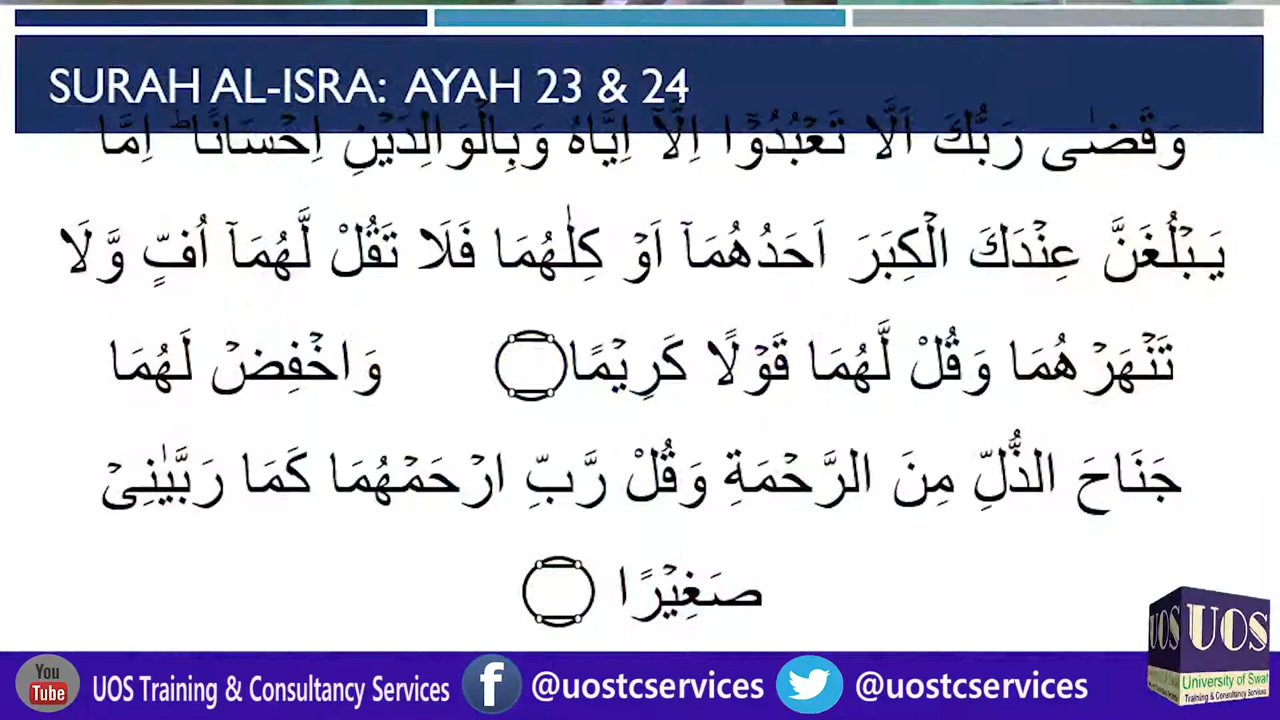 SURAH AL-ISRA: AYAH 23 & 24
وَقَضٰى رَبُّكَ اَلَّا تَعۡبُدُوۡۤا اِلَّاۤ اِيَّاهُ وَبِالۡوَالِدَيۡنِ اِحۡسَانًا‌ ؕ اِمَّا
يَـبۡلُغَنَّ عِنۡدَكَ الۡكِبَرَ اَحَدُهُمَاۤ اَوۡ كِلٰهُمَا فَلَا تَقُلْ لَّهُمَاۤ اُفٍّ وَّلَا
تَنۡهَرۡهُمَا وَقُلْ لَّهُمَا قَوۡلًا كَرِيۡمًا‏ ۝ وَاخۡفِضۡ لَهُمَا
جَنَاحَ الذُّلِّ مِنَ الرَّحۡمَةِ وَقُلْ رَّبِّ ارۡحَمۡهُمَا كَمَا رَبَّيٰنِىۡ
صَغِيۡرًا ۝
UOS
UOS
University of Swat
Training & Consultancy Services
You
Tube
UOS Training & Consultancy Services
f
@uostcservices
@uostcservices